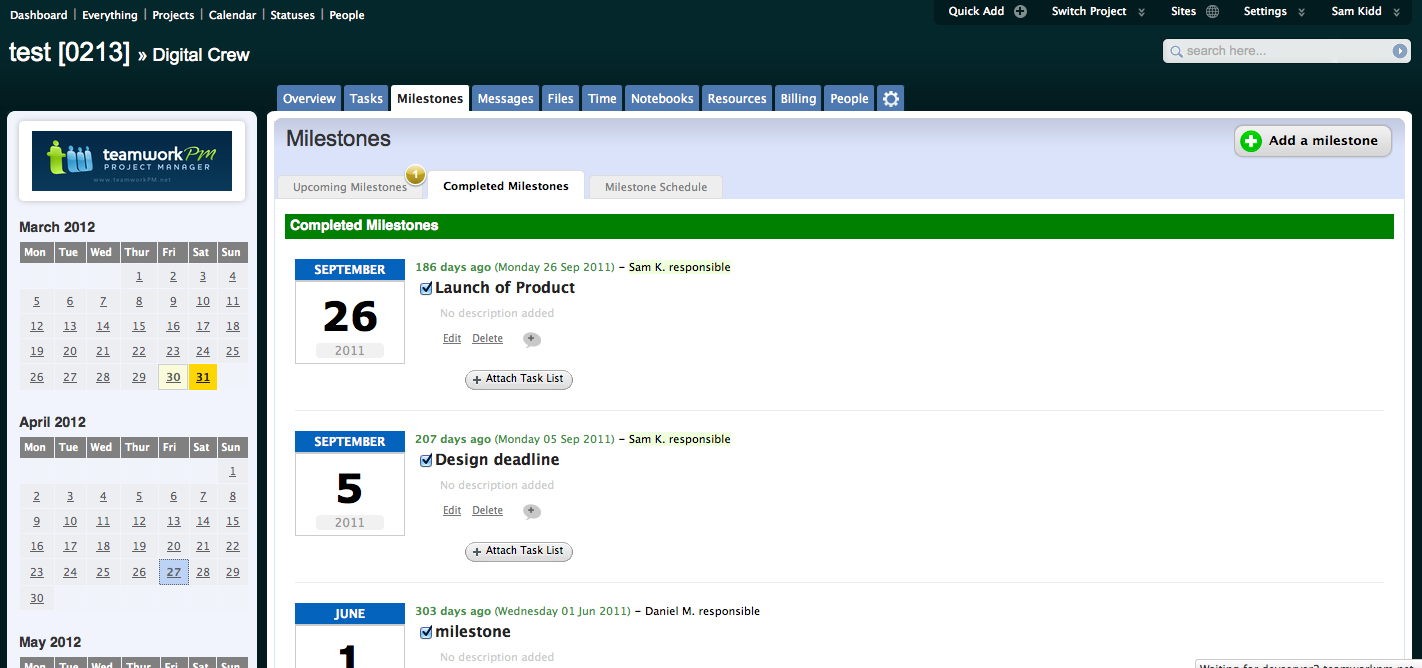 Dashboard | Everything | Projects | Calendar | Statuses | People
Quick Add Switch Project Sites Settings Sam Kidd
test [0213] » Digital Crew
search here...
Overview Tasks Milestones Messages Files Time Notebooks Resources Billing People
teamworkPM
PROJECT MANAGER
www.teamworkPM.net
Milestones
Add a milestone
Upcoming Milestones 1 Completed Milestones Milestone Schedule
Completed Milestones
March 2012
Mon Tue Wed Thur Fri Sat Sun
1 2 3 4
5 6 7 8 9 10 11
12 13 14 15 16 17 18
19 20 21 22 23 24 25
26 27 28 29 30 31
April 2012
Mon Tue Wed Thur Fri Sat Sun
1
2 3 4 5 6 7 8
9 10 11 12 13 14 15
16 17 18 19 20 21 22
23 24 25 26 27 28 29
30
May 2012
Mon Tue Wed Thur Fri Sat Sun
SEPTEMBER
26
2011
186 days ago (Monday 26 Sep 2011) – Sam K. responsible
Launch of Product
No description added
Edit Delete +
+ Attach Task List
SEPTEMBER
5
2011
207 days ago (Monday 05 Sep 2011) – Sam K. responsible
Design deadline
No description added
Edit Delete +
+ Attach Task List
JUNE
1
303 days ago (Wednesday 01 Jun 2011) – Daniel M. responsible
milestone
No description added